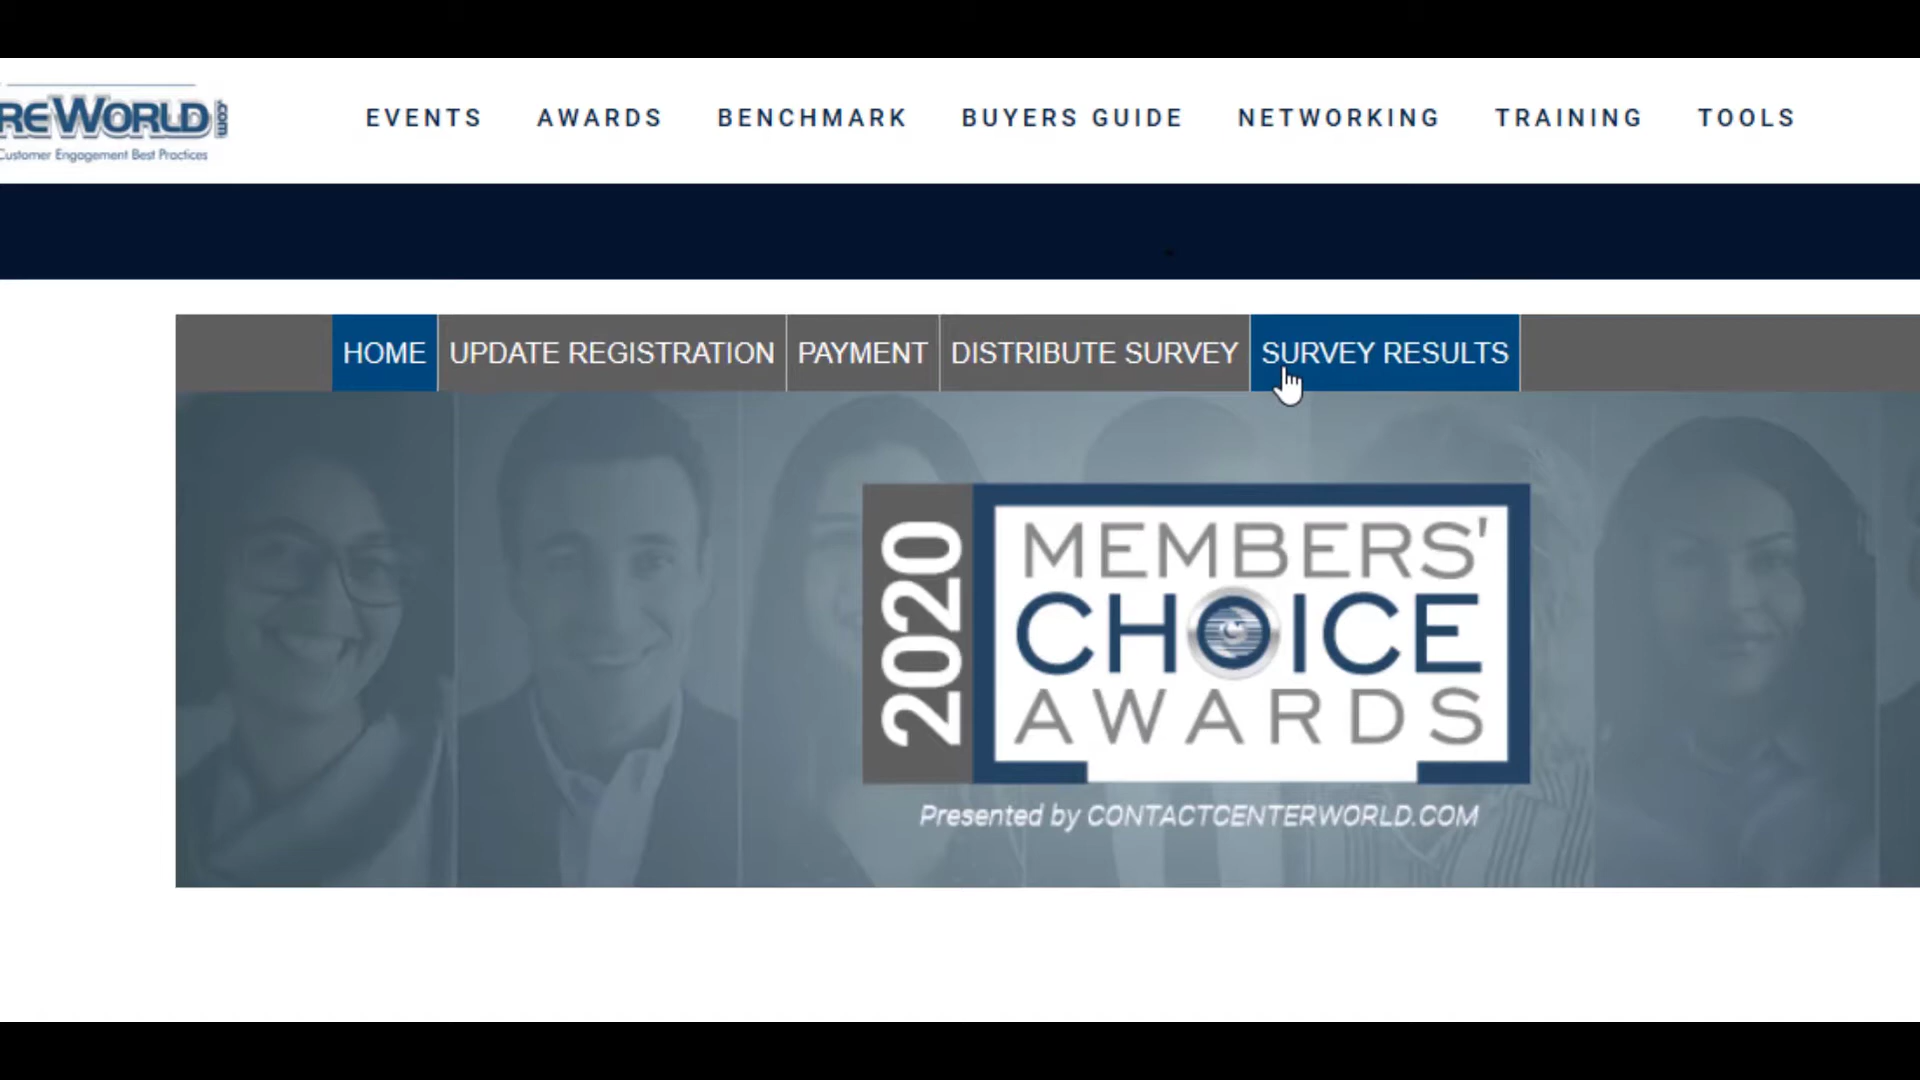 REWORLD.com
Customer Engagement Best Practices
EVENTS AWARDS BENCHMARK BUYERS GUIDE NETWORKING TRAINING TOOLS
HOME UPDATE REGISTRATION PAYMENT DISTRIBUTE SURVEY SURVEY RESULTS
2020
MEMBERS'
CHOICE
AWARDS
Presented by CONTACTCENTERWORLD.COM